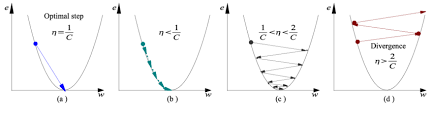 e
Optimal step
η = 1/C
w
(a)
e
η < 1/C
w
(b)
e
1/C < η < 2/C
w
(c)
e
Divergence
η > 2/C
w
(d)